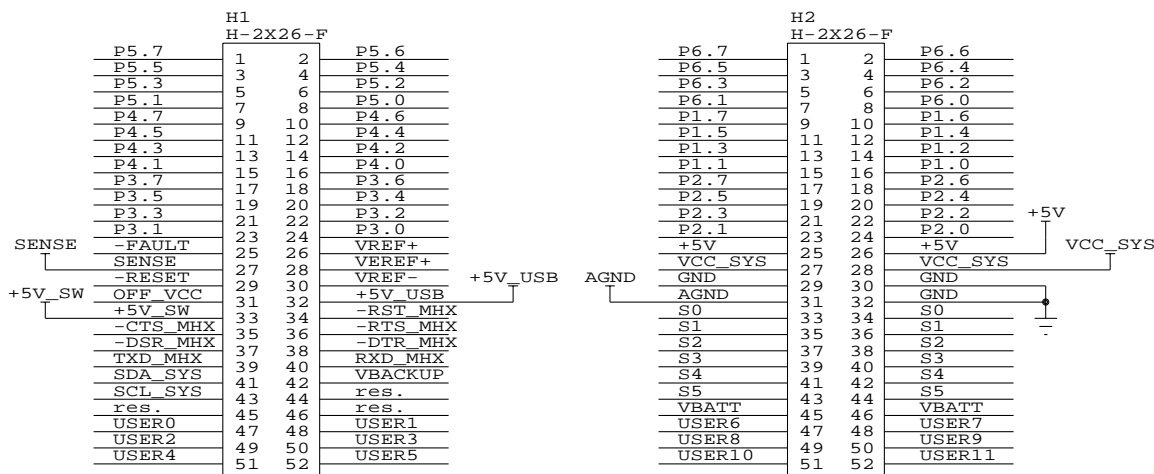 H1
H-2X26-F
P5.7 1 2 P5.6
P5.5 3 4 P5.4
P5.3 5 6 P5.2
P5.1 7 8 P5.0
P4.7 9 10 P4.6
P4.5 11 12 P4.4
P4.3 13 14 P4.2
P4.1 15 16 P4.0
P3.7 17 18 P3.6
P3.5 19 20 P3.4
P3.3 21 22 P3.2
P3.1 23 24 P3.0
SENSE -FAULT 25 26 VREF+
SENSE 27 28 VEREF+
-RESET 29 30 VREF- +5V_USB
+5V_SW OFF_VCC 31 32 +5V_USB
+5V_SW 33 34 -RST_MHX
-CTS_MHX 35 36 -RTS_MHX
-DSR_MHX 37 38 -DTR_MHX
TXD_MHX 39 40 RXD_MHX
SDA_SYS 41 42 VBACKUP
SCL_SYS 43 44 res.
res. 45 46 res.
USER0 47 48 USER1
USER2 49 50 USER3
USER4 51 52 USER5
H2
H-2X26-F
P6.7 1 2 P6.6
P6.5 3 4 P6.4
P6.3 5 6 P6.2
P6.1 7 8 P6.0
P1.7 9 10 P1.6
P1.5 11 12 P1.4
P1.3 13 14 P1.2
P1.1 15 16 P1.0
P2.7 17 18 P2.6
P2.5 19 20 P2.4
P2.3 21 22 P2.2 +5V
P2.1 23 24 P2.0
+5V 25 26 +5V VCC_SYS
VCC_SYS 27 28 VCC_SYS
AGND GND 29 30 GND
AGND 31 32 GND
S0 33 34 S0
S1 35 36 S1
S2 37 38 S2
S3 39 40 S3
S4 41 42 S4
S5 43 44 S5
VBATT 45 46 VBATT
USER6 47 48 USER7
USER8 49 50 USER9
USER10 51 52 USER11